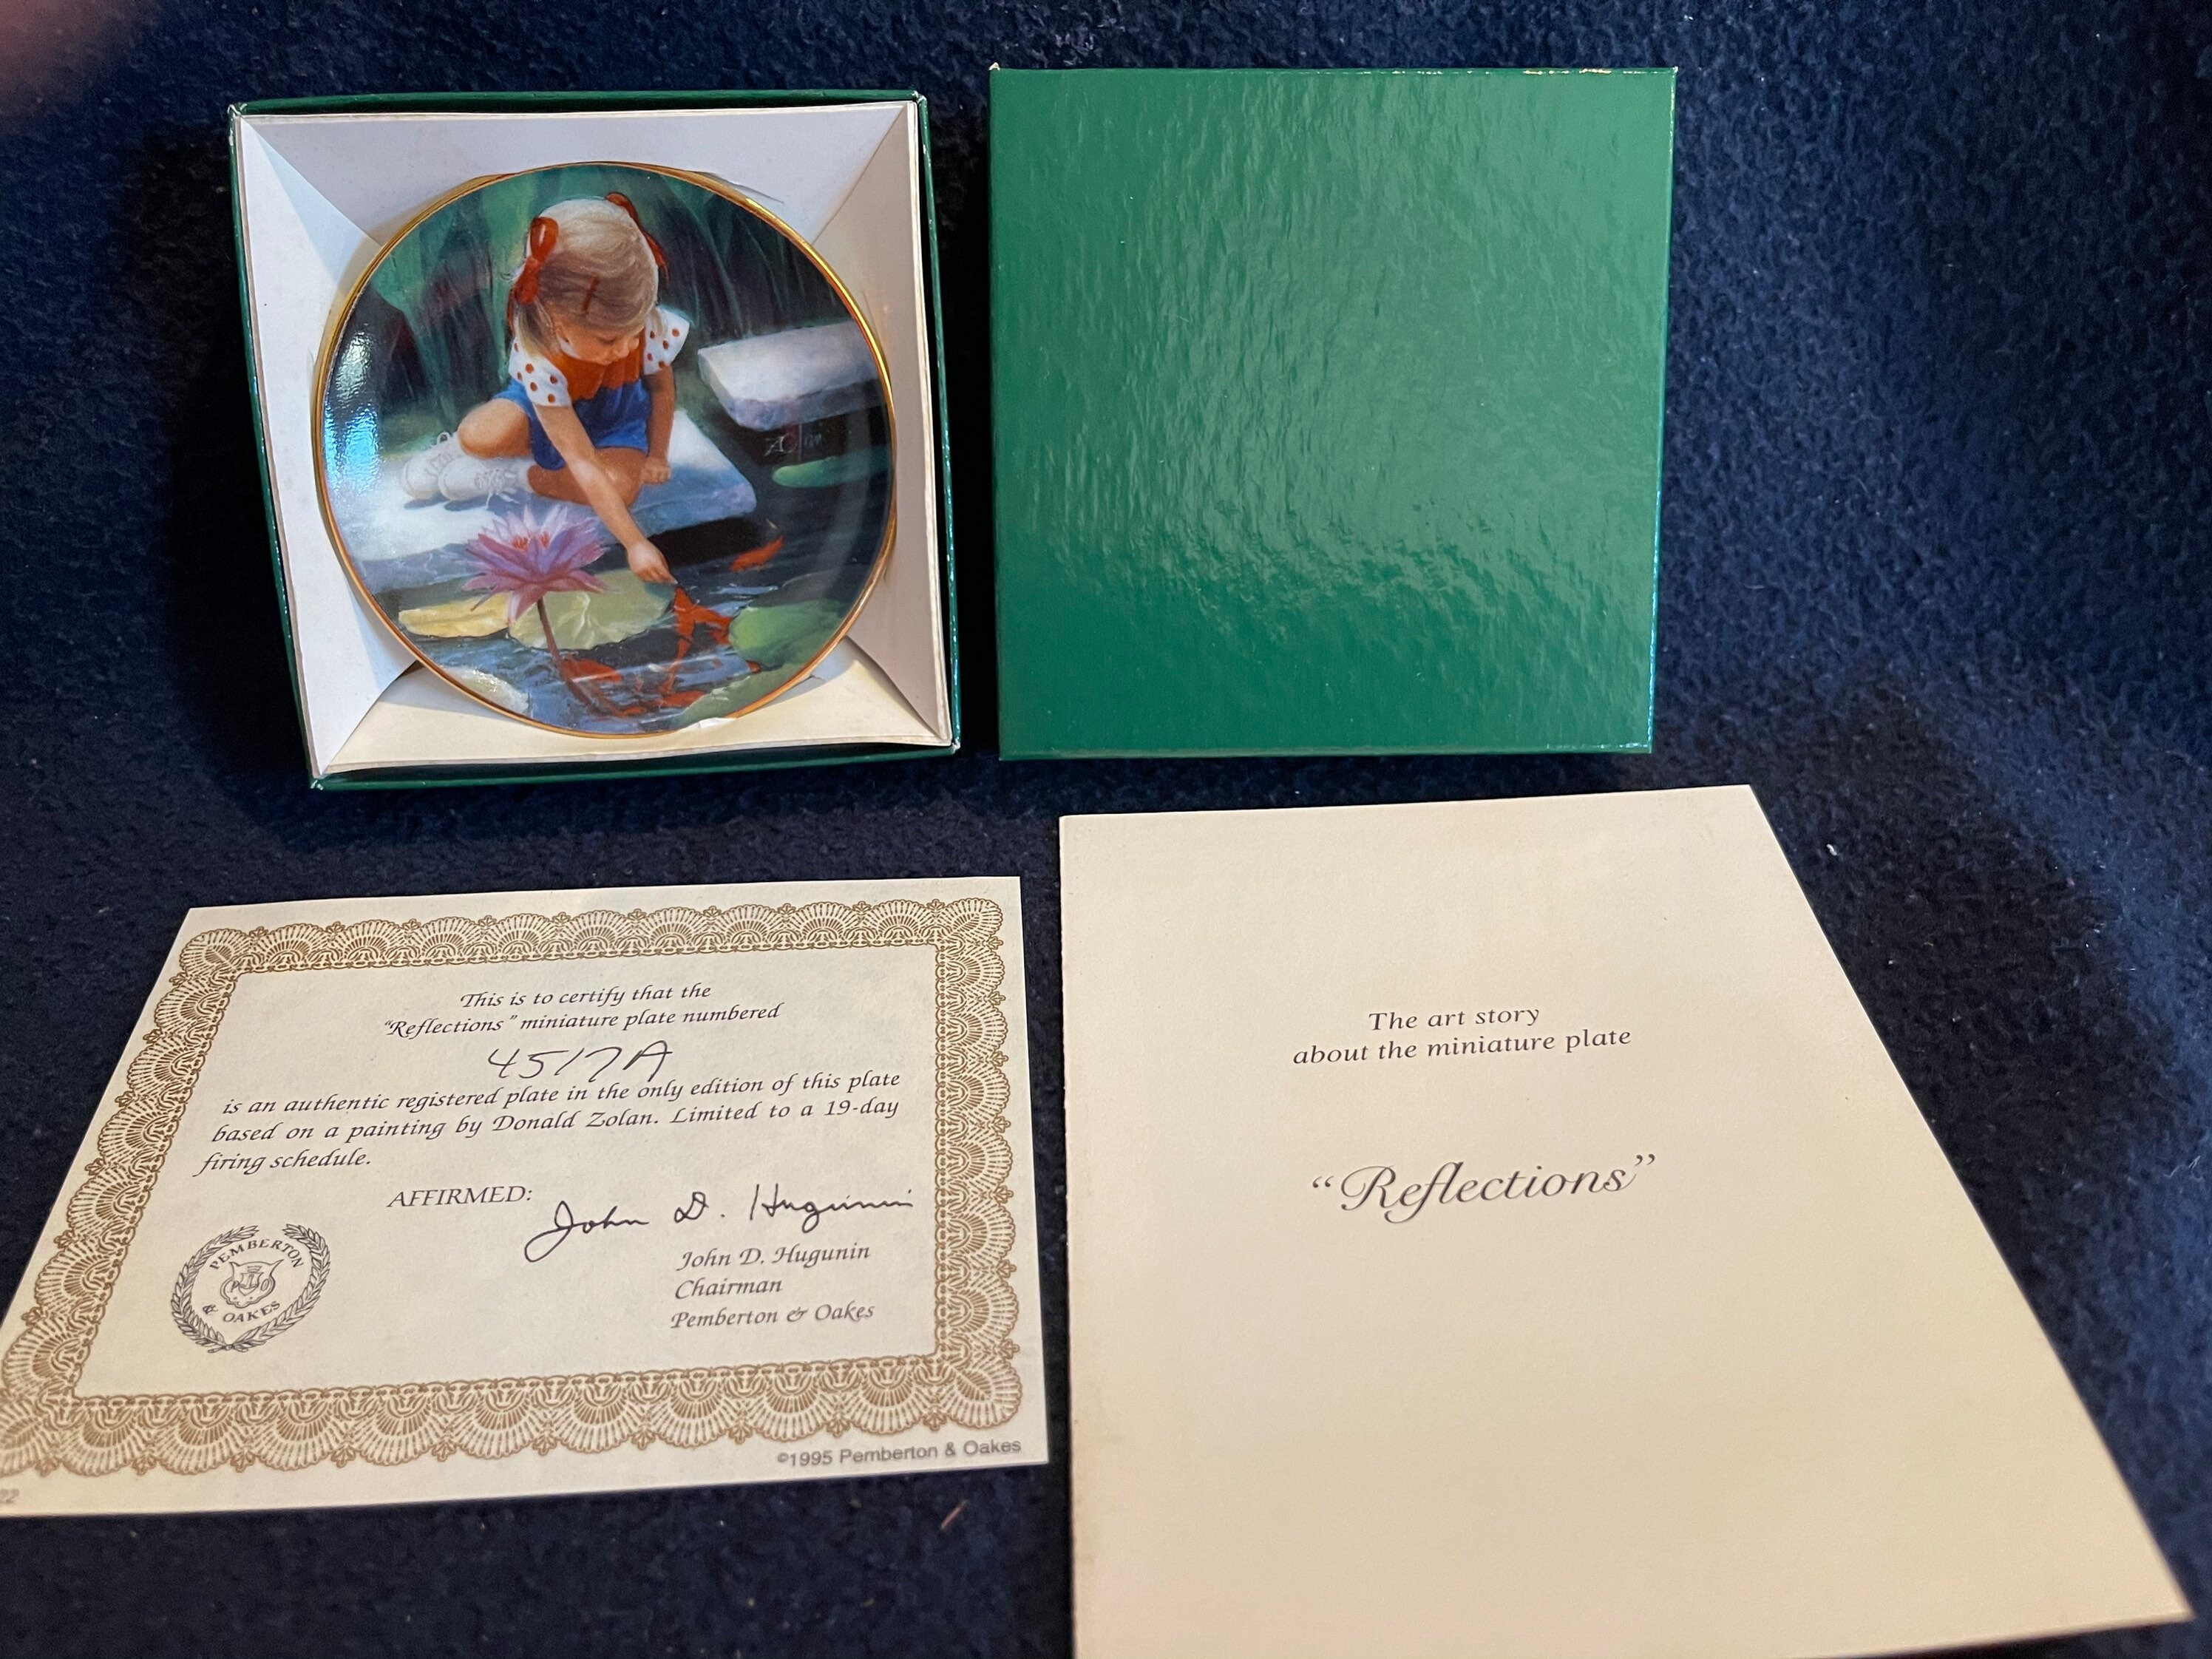 Zolan
This is to certify that the
"Reflections" miniature plate numbered
4517A
is an authentic registered plate in the only edition of this plate
based on a painting by Donald Zolan. Limited to a 19-day
firing schedule.
AFFIRMED: John D. Hugunin
John D. Hugunin
Chairman
Pemberton & Oakes
PEMBERTON
& OAKES
©1995 Pemberton & Oakes
22
The art story
about the miniature plate
"Reflections"